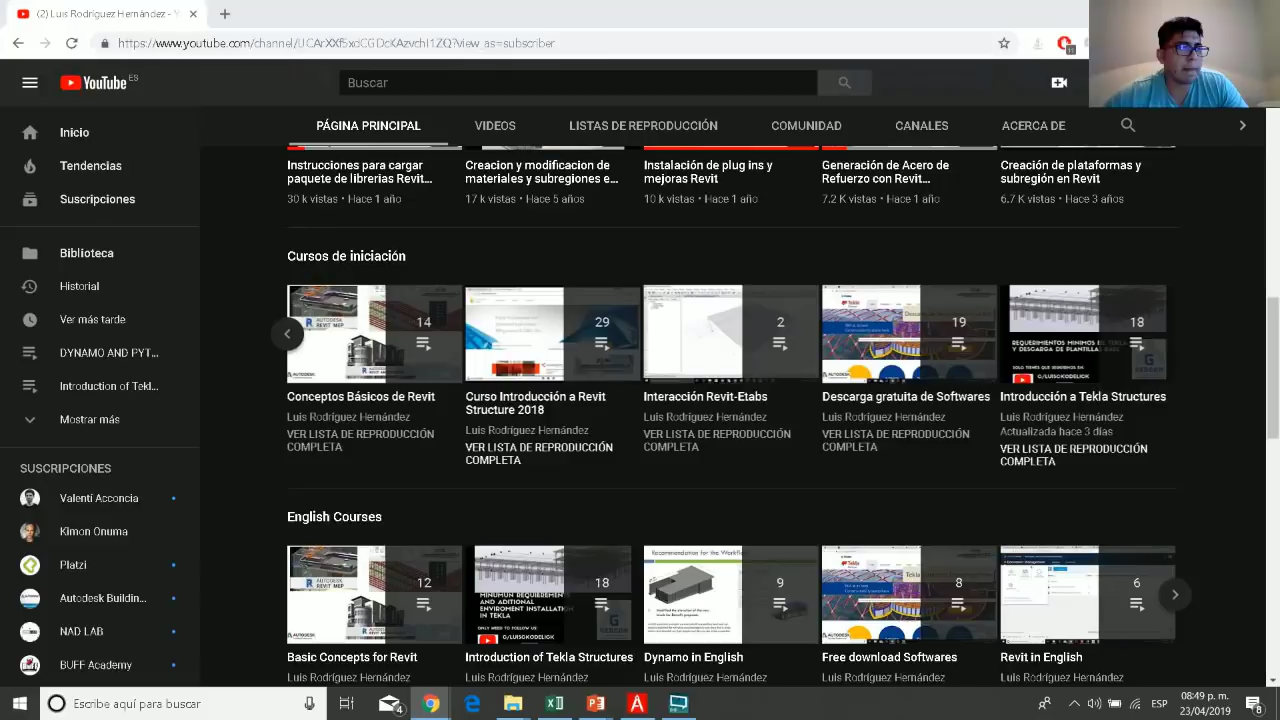 (2) Luis Rodríguez Hernández - Y
Buscar
YouTube ES
PÁGINA PRINCIPAL
VIDEOS
LISTAS DE REPRODUCCIÓN
COMUNIDAD
CANALES
ACERCA DE
Inicio
Tendencias
Suscripciones
Biblioteca
Historial
Ver más tarde
DYNAMO AND PYT...
Introduction of Tekl...
Mostrar más
SUSCRIPCIONES
Valentí Acconcia
Kimon Onuma
Platzi
Autodesk Buildin...
NAD LAB
BUFF Academy
Instrucciones para cargar
paquete de librerias Revit...
30 k vistas • Hace 1 año
Creacion y modificacion de
materiales y subregiones e...
17 k vistas • Hace 5 años
Instalación de plug ins y
mejoras Revit
10 k vistas • Hace 1 año
Generación de Acero de
Refuerzo con Revit...
7.2 K vistas • Hace 1 año
Creación de plataformas y
subregión en Revit
6.7 K vistas • Hace 3 años
Cursos de iniciación
14
Conceptos Basicos de Revit
Luis Rodríguez Hernández
VER LISTA DE REPRODUCCIÓN
COMPLETA
29
Curso Introducción a Revit
Structure 2018
Luis Rodríguez Hernández
VER LISTA DE REPRODUCCIÓN
COMPLETA
2
Interacción Revit-Etabs
Luis Rodríguez Hernández
VER LISTA DE REPRODUCCIÓN
COMPLETA
19
Descarga gratuita de Softwares
Luis Rodríguez Hernández
VER LISTA DE REPRODUCCIÓN
COMPLETA
18
Introducción a Tekla Structures
Luis Rodríguez Hernández
Actualizada hace 3 días
VER LISTA DE REPRODUCCIÓN
COMPLETA
English Courses
12
Basic Concepts for Revit
Luis Rodríguez Hernández
18
Introduction of Tekla Structures
Luis Rodríguez Hernández
9
Dynamo in English
Luis Rodríguez Hernández
8
Free download Softwares
Luis Rodríguez Hernández
6
Revit in English
Luis Rodríguez Hernández
Escribe aquí para buscar
ESP
08:49 p. m.
23/04/2019